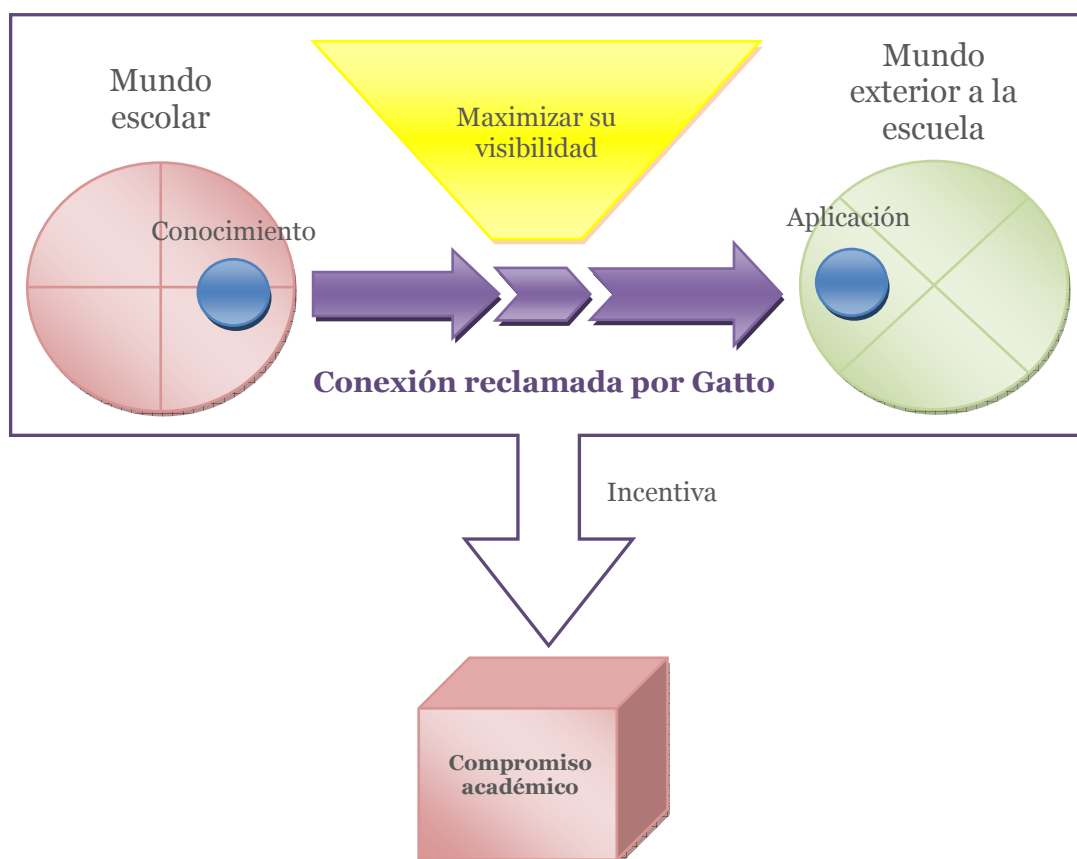 Mundo
escolar
Maximizar su
visibilidad
Mundo
exterior a la
escuela
Conocimiento
Aplicación
Conexión reclamada por Gatto
Incentiva
Compromiso
académico